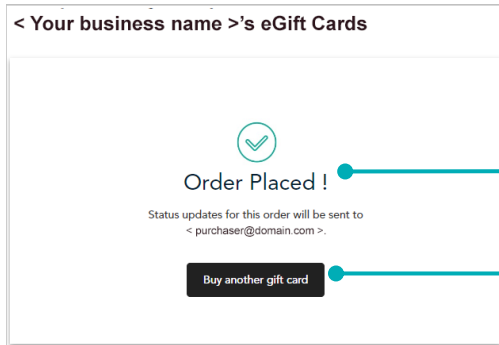 < Your business name >'s eGift Cards
Order Placed !
Status updates for this order will be sent to
< purchaser@domain.com >.
Buy another gift card